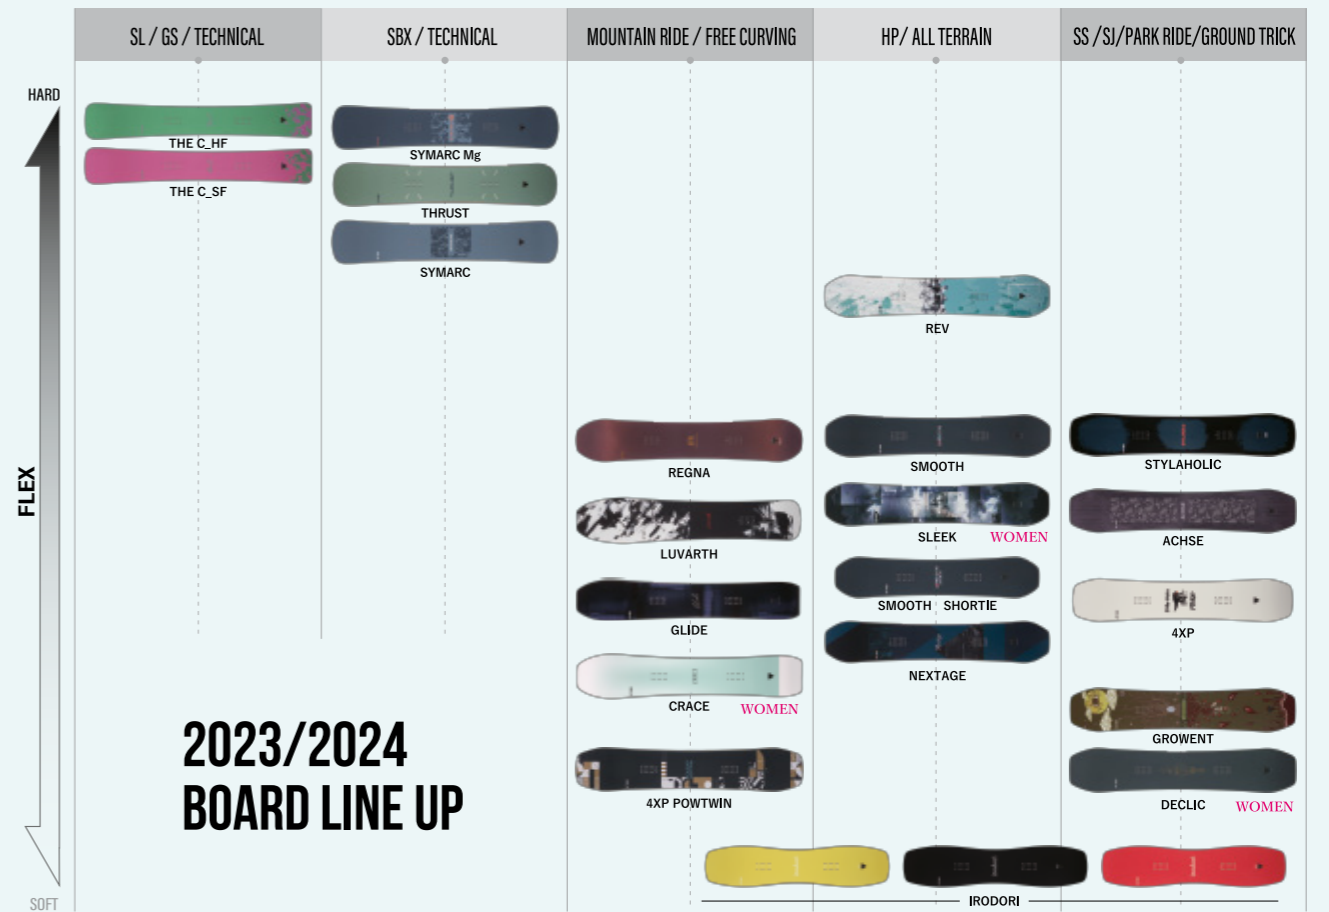 SL / GS / TECHNICAL
SBX / TECHNICAL
MOUNTAIN RIDE / FREE CURVING
HP/ ALL TERRAIN
SS /SJ/PARK RIDE/GROUND TRICK
HARD
FLEX
SOFT
THE C_HF
THE C_SF
SYMARC Mg
THRUST
SYMARC
REGNA
LUVARTH
GLIDE
CRACE WOMEN
4XP POWTWIN
REV
SMOOTH
SLEEK WOMEN
SMOOTH SHORTIE
NEXTAGE
STYLAHOLIC
ACHSE
4XP
GROWENT
DECLIC WOMEN
IRODORI
2023/2024
BOARD LINE UP